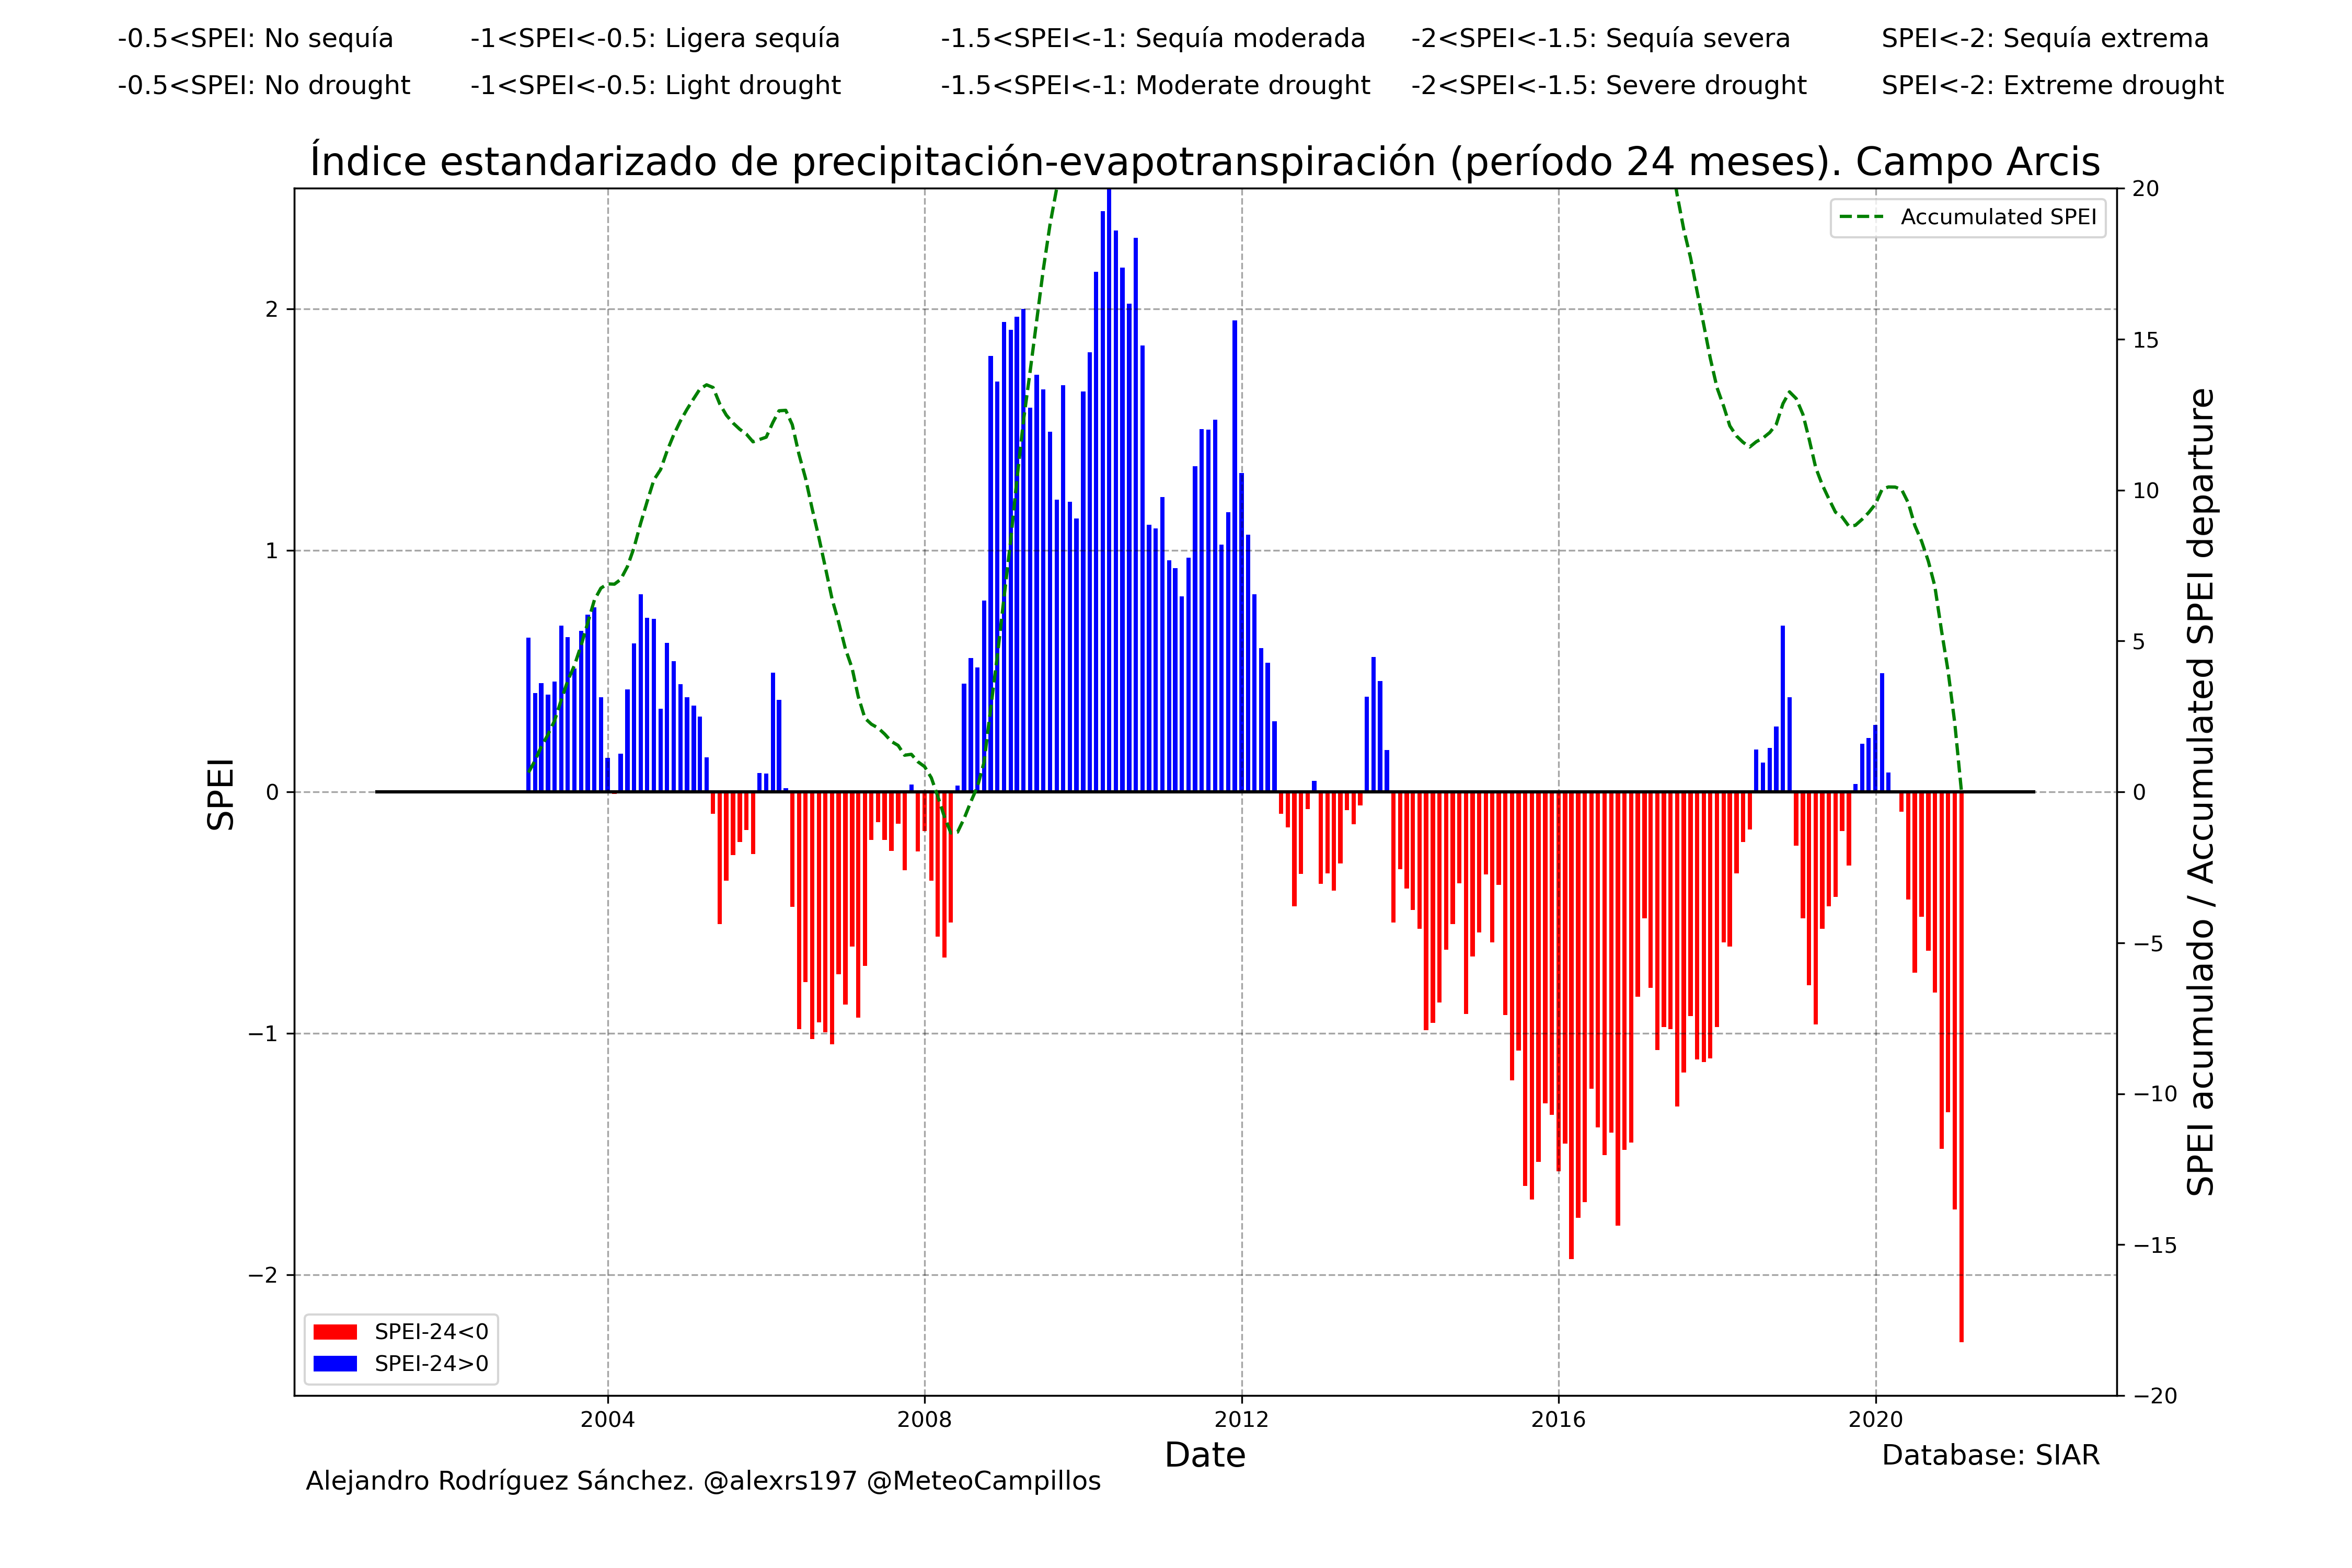 -0.5<SPEI: No sequía
-1<SPEI<-0.5: Ligera sequía
-1.5<SPEI<-1: Sequía moderada
-2<SPEI<-1.5: Sequía severa
SPEI<-2: Sequía extrema
-0.5<SPEI: No drought
-1<SPEI<-0.5: Light drought
-1.5<SPEI<-1: Moderate drought
-2<SPEI<-1.5: Severe drought
SPEI<-2: Extreme drought
Índice estandarizado de precipitación-evapotranspiración (período 24 meses). Campo Arcis
Accumulated SPEI
SPEI
2
1
0
−1
−2
20
15
10
5
0
−5
−10
−15
−20
SPEI acumulado / Accumulated SPEI departure
SPEI-24<0
SPEI-24>0
2004
2008
2012
2016
2020
Date
Database: SIAR
Alejandro Rodríguez Sánchez. @alexrs197 @MeteoCampillos